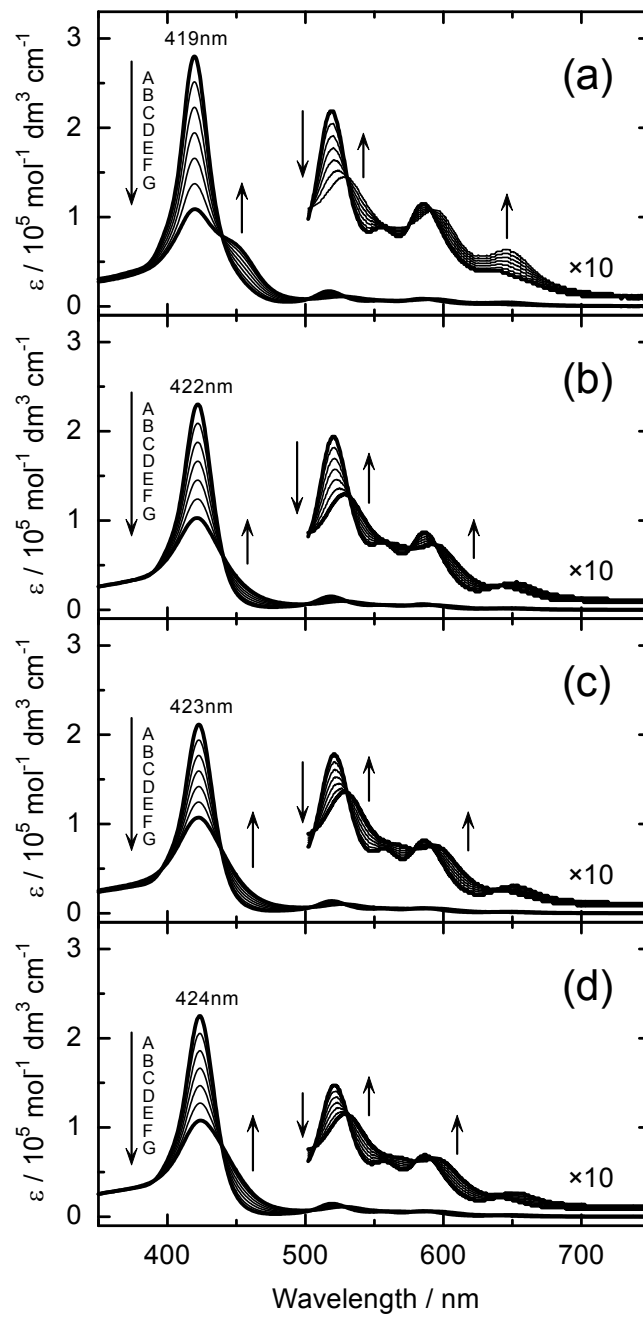 3
2
1
0
ε / 10⁵ mol⁻¹ dm³ cm⁻¹
419nm
(a)
A
B
C
D
E
F
G
×10
3
2
1
0
ε / 10⁵ mol⁻¹ dm³ cm⁻¹
422nm
(b)
A
B
C
D
E
F
G
×10
3
2
1
0
ε / 10⁵ mol⁻¹ dm³ cm⁻¹
423nm
(c)
A
B
C
D
E
F
G
×10
3
2
1
0
ε / 10⁵ mol⁻¹ dm³ cm⁻¹
424nm
(d)
A
B
C
D
E
F
G
×10
400 500 600 700
Wavelength / nm